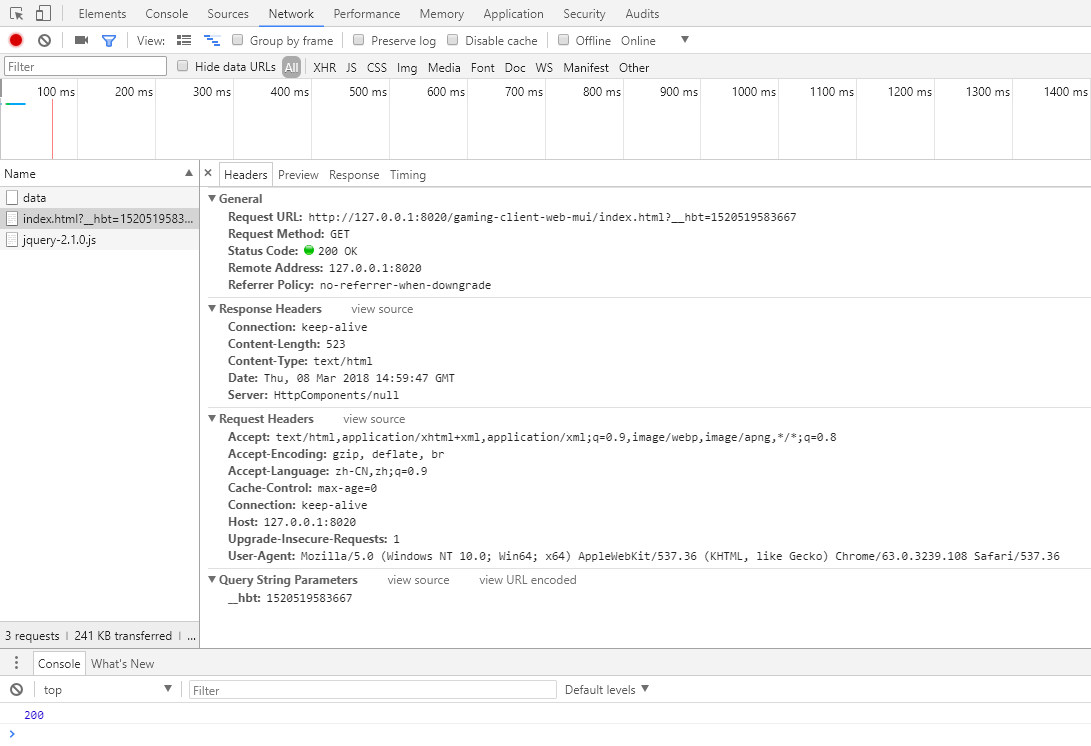 Elements Console Sources Network Performance Memory Application Security Audits
View: Group by frame Preserve log Disable cache Offline Online
Filter Hide data URLs All XHR JS CSS Img Media Font Doc WS Manifest Other
100 ms 200 ms 300 ms 400 ms 500 ms 600 ms 700 ms 800 ms 900 ms 1000 ms 1100 ms 1200 ms 1300 ms 1400 ms
Name
data
index.html?__hbt=1520519583...
jquery-2.1.0.js
3 requests | 241 KB transferred | ...
× Headers Preview Response Timing
General
Request URL: http://127.0.0.1:8020/gaming-client-web-mui/index.html?__hbt=1520519583667
Request Method: GET
Status Code: 200 OK
Remote Address: 127.0.0.1:8020
Referrer Policy: no-referrer-when-downgrade
Response Headers view source
Connection: keep-alive
Content-Length: 523
Content-Type: text/html
Date: Thu, 08 Mar 2018 14:59:47 GMT
Server: HttpComponents/null
Request Headers view source
Accept: text/html,application/xhtml+xml,application/xml;q=0.9,image/webp,image/apng,*/*;q=0.8
Accept-Encoding: gzip, deflate, br
Accept-Language: zh-CN,zh;q=0.9
Cache-Control: max-age=0
Connection: keep-alive
Host: 127.0.0.1:8020
Upgrade-Insecure-Requests: 1
User-Agent: Mozilla/5.0 (Windows NT 10.0; Win64; x64) AppleWebKit/537.36 (KHTML, like Gecko) Chrome/63.0.3239.108 Safari/537.36
Query String Parameters view source view URL encoded
__hbt: 1520519583667
Console What's New
top Filter Default levels
200